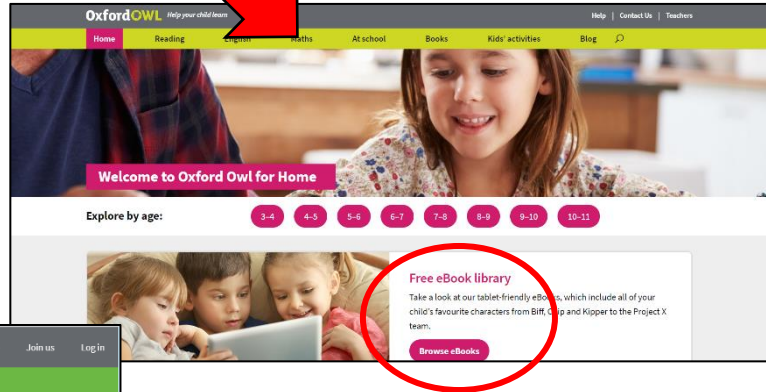 OxfordOWL Help your child learn
Help | Contact Us | Teachers
Home Reading English Maths At school Books Kids' activities Blog
Welcome to Oxford Owl for Home
Explore by age: 3-4 4-5 5-6 6-7 7-8 8-9 9-10 10-11
Free eBook library
Take a look at our tablet-friendly eBooks, which include all of your
child's favourite characters from Biff, Chip and Kipper to the Project X
team.
Browse eBooks
Join us Log in